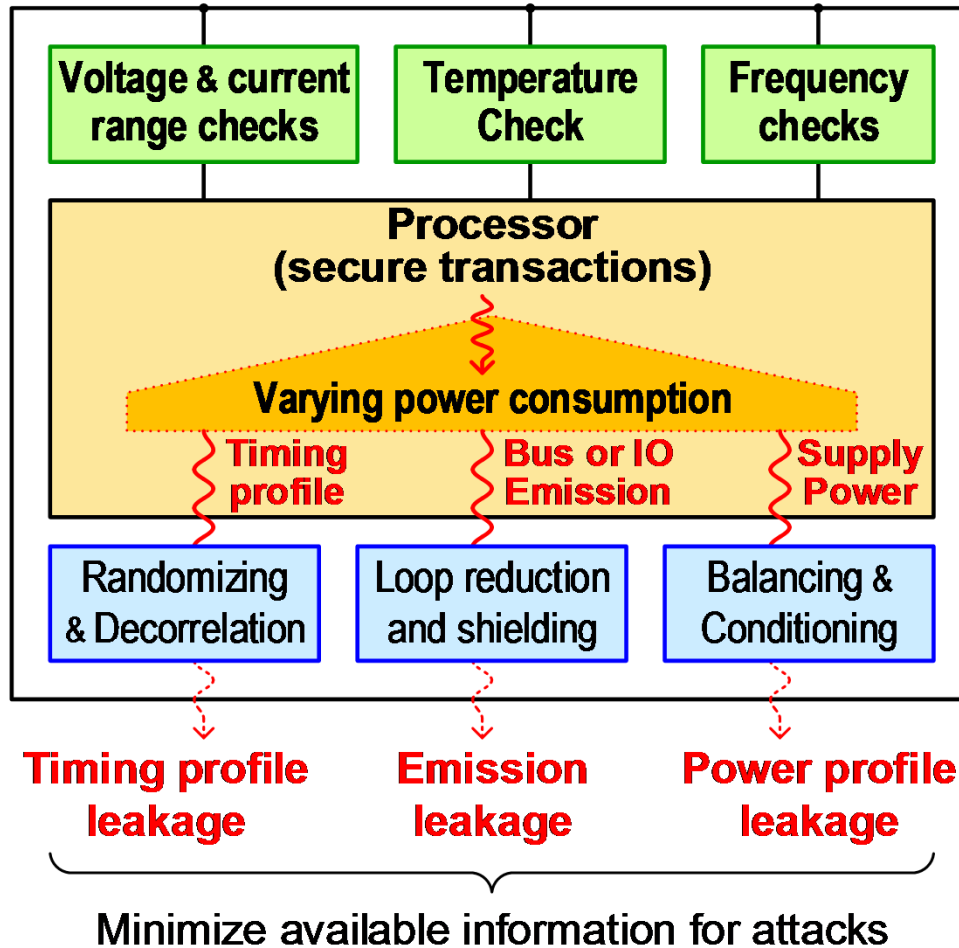 Voltage & current
range checks
Temperature
Check
Frequency
checks
Processor
(secure transactions)
Varying power consumption
Timing
profile
Bus or IO
Emission
Supply
Power
Randomizing
& Decorrelation
Loop reduction
and shielding
Balancing &
Conditioning
Timing profile
leakage
Emission
leakage
Power profile
leakage
Minimize available information for attacks